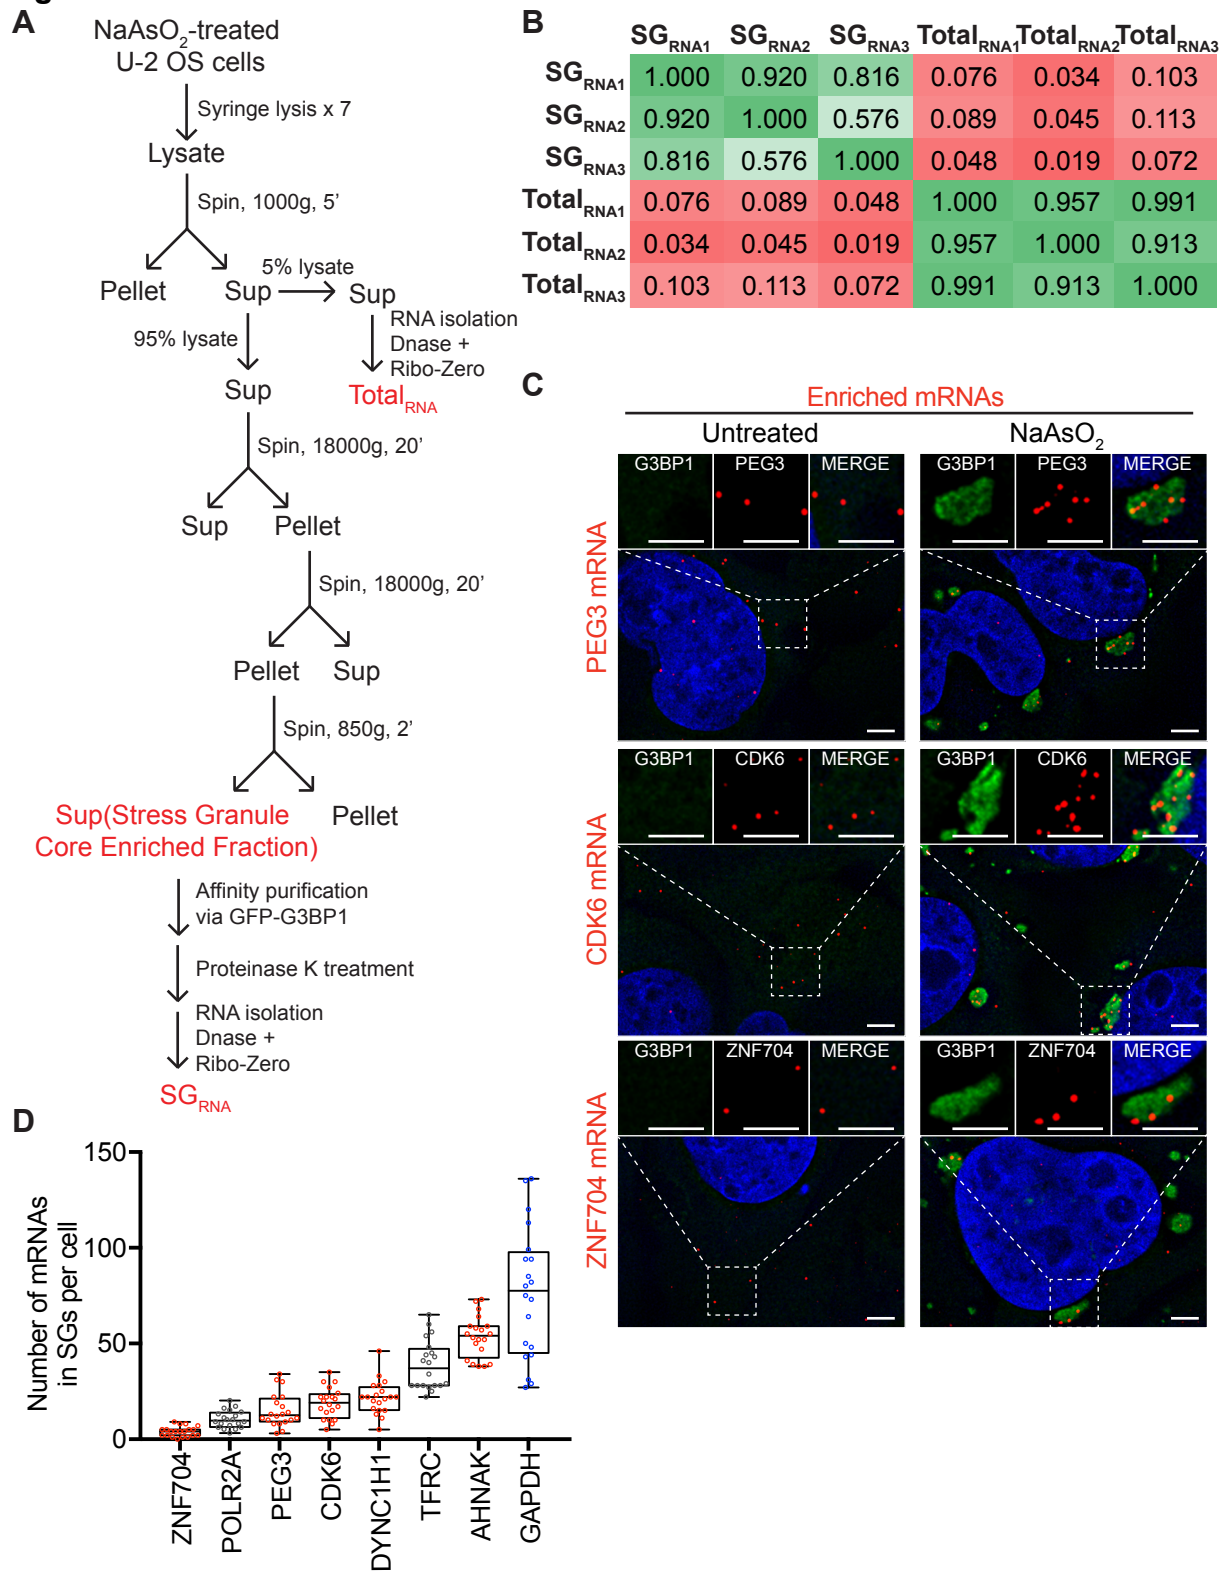 A
NaAsO2-treated
U-2 OS cells
Syringe lysis x 7
Lysate
Spin, 1000g, 5’
Pellet
Sup
5% lysate
Sup
95% lysate
RNA isolation
Dnase +
Ribo-Zero
Sup
TotalRNA
Spin, 18000g, 20’
Sup
Pellet
Spin, 18000g, 20’
Pellet
Sup
Spin, 850g, 2’
Sup(Stress Granule
Core Enriched Fraction)
Pellet
Affinity purification
via GFP-G3BP1
Proteinase K treatment
RNA isolation
Dnase +
Ribo-Zero
SGRNA
B
SGRNA1 SGRNA2 SGRNA3 TotalRNA1 TotalRNA2 TotalRNA3
SGRNA1 1.000 0.920 0.816 0.076 0.034 0.103
SGRNA2 0.920 1.000 0.576 0.089 0.045 0.113
SGRNA3 0.816 0.576 1.000 0.048 0.019 0.072
TotalRNA1 0.076 0.089 0.048 1.000 0.957 0.991
TotalRNA2 0.034 0.045 0.019 0.957 1.000 0.913
TotalRNA3 0.103 0.113 0.072 0.991 0.913 1.000
C
Enriched mRNAs
Untreated NaAsO2
PEG3 mRNA
G3BP1 PEG3 MERGE G3BP1 PEG3 MERGE
CDK6 mRNA
G3BP1 CDK6 MERGE G3BP1 CDK6 MERGE
ZNF704 mRNA
G3BP1 ZNF704 MERGE G3BP1 ZNF704 MERGE
D
Number of mRNAs
in SGs per cell
150
100
50
0
ZNF704
POLR2A
PEG3
CDK6
DYNC1H1
TFRC
AHNAK
GAPDH